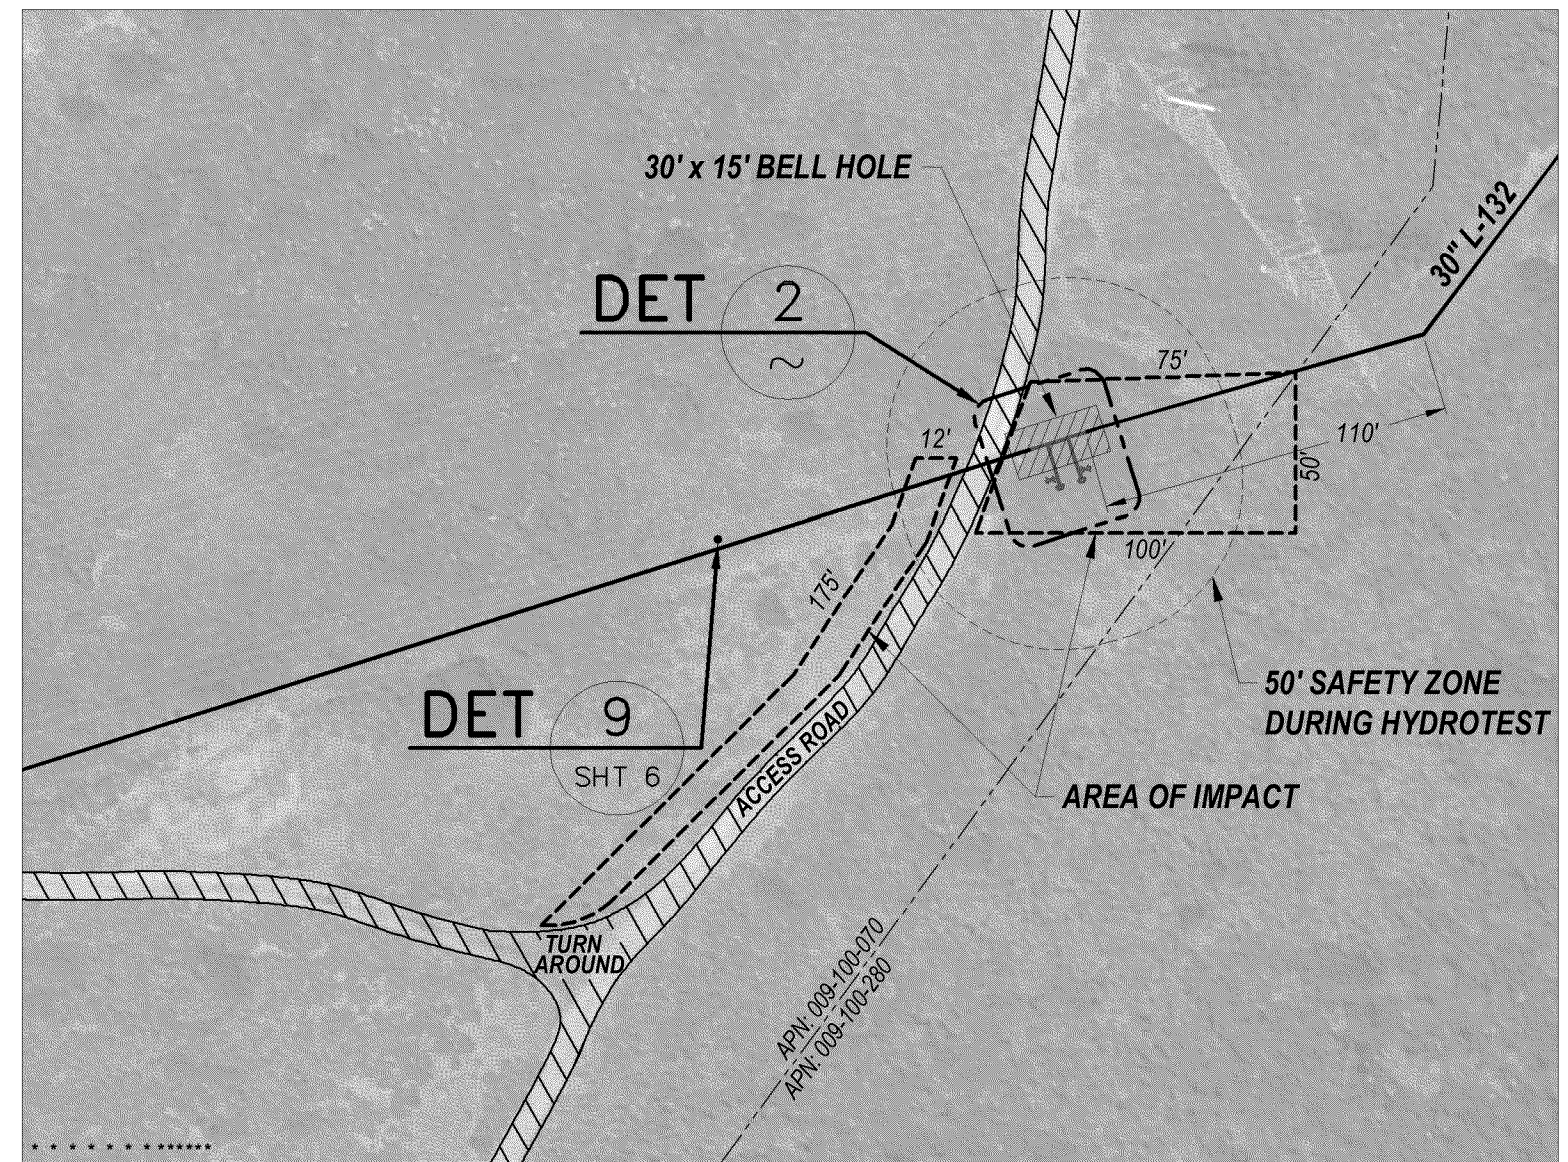 30' x 15' BELL HOLE
30" L-132
DET 2
~
75'
12'
110'
50'
100'
175'
50' SAFETY ZONE
DURING HYDROTEST
DET 9
SHT 6
ACCESS ROAD
AREA OF IMPACT
TURN
AROUND
APN: 009-100-070
APN: 009-100-280